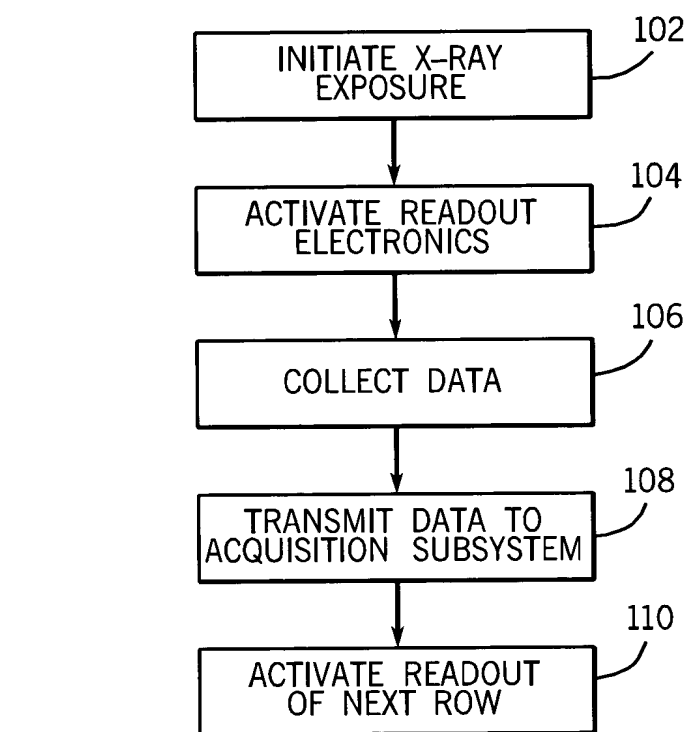 102
INITIATE X-RAY
EXPOSURE
104
ACTIVATE READOUT
ELECTRONICS
106
COLLECT DATA
108
TRANSMIT DATA TO
ACQUISITION SUBSYSTEM
110
ACTIVATE READOUT
OF NEXT ROW